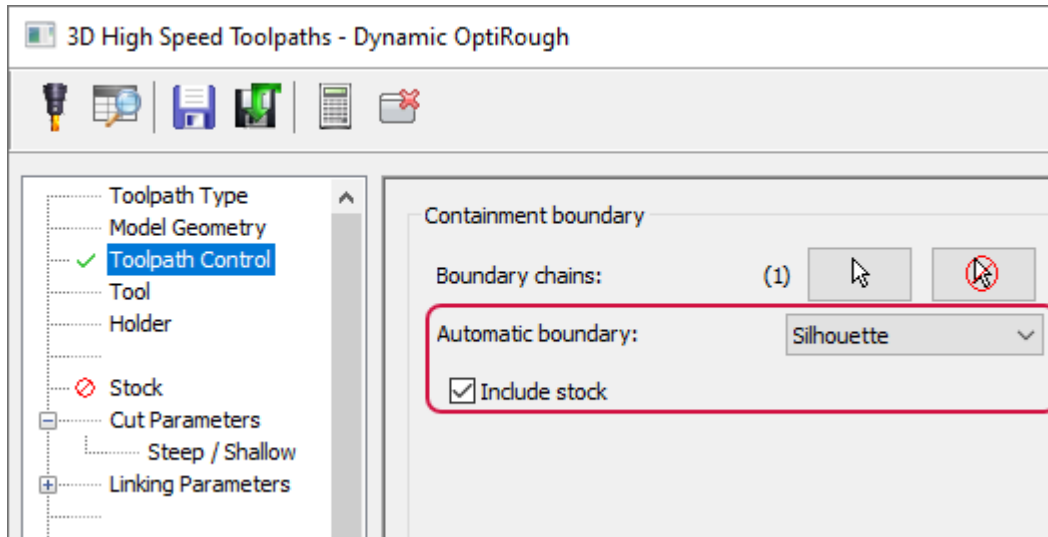 3D High Speed Toolpaths - Dynamic OptiRough
Toolpath Type
Model Geometry
Toolpath Control
Tool
Holder
Stock
Cut Parameters
Steep / Shallow
Linking Parameters
Containment boundary
Boundary chains: (1)
Automatic boundary: Silhouette
Include stock